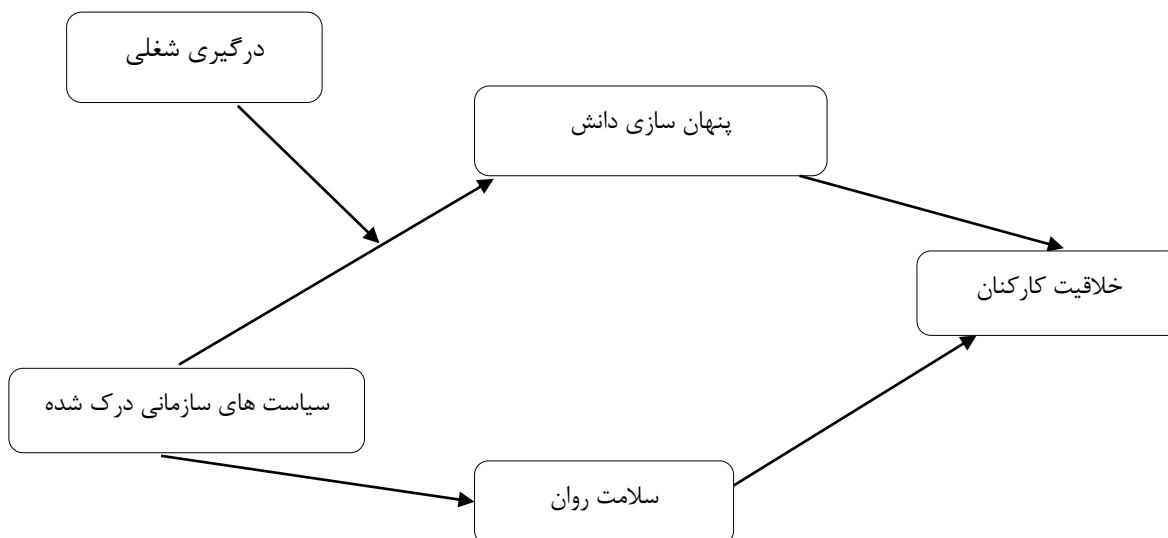 درگیری شغلی
پنهان سازی دانش
خلاقیت کارکنان
سیاست های سازمانی درک شده
سلامت روان